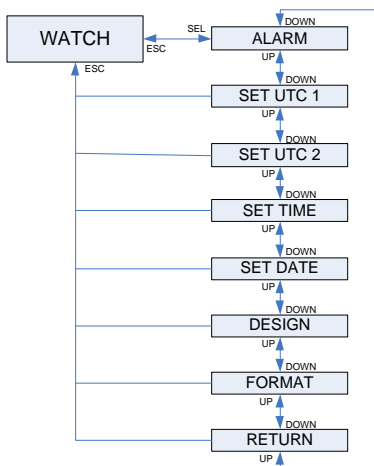 DOWN
WATCH SEL ALARM
ESC UP
ESC DOWN
SET UTC 1
UP
DOWN
SET UTC 2
UP
DOWN
SET TIME
UP
DOWN
SET DATE
UP
DOWN
DESIGN
UP
DOWN
FORMAT
UP
DOWN
RETURN
UP